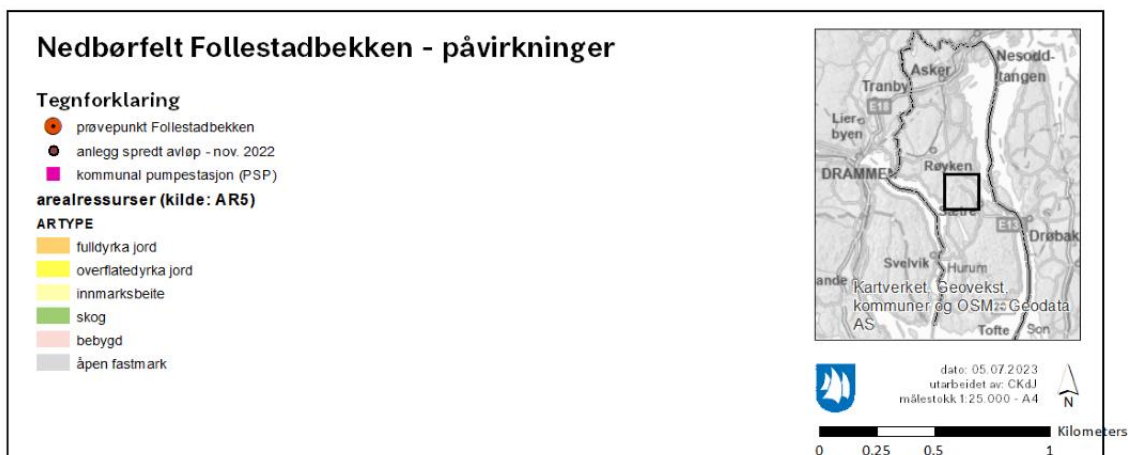 Nedbørfelt Follestadbekken - påvirkninger
Tegnforklaring
prøvepunkt Follestadbekken
anlegg spredt avløp - nov. 2022
kommunal pumpestasjon (PSP)
arealressurser (kilde: AR5)
ARTYPE
fulldyrka jord
overflatedyrka jord
innmarksbeite
skog
bebygd
åpen fastmark
Nesodd-
tangen
Asker
Tranby
E18
Lier-
byen
Røyken
DRAMMEN
Sætre
Drøbak
Svelvik
Hurum
ande
Kartverket, Geovekst,
kommuner og OSM - Geodata
AS
Tofte
Son
dato: 05.07.2023
utarbeidet av: CKdJ
målestokk 1:25.000 - A4
N
Kilometers
0 0.25 0.5 1